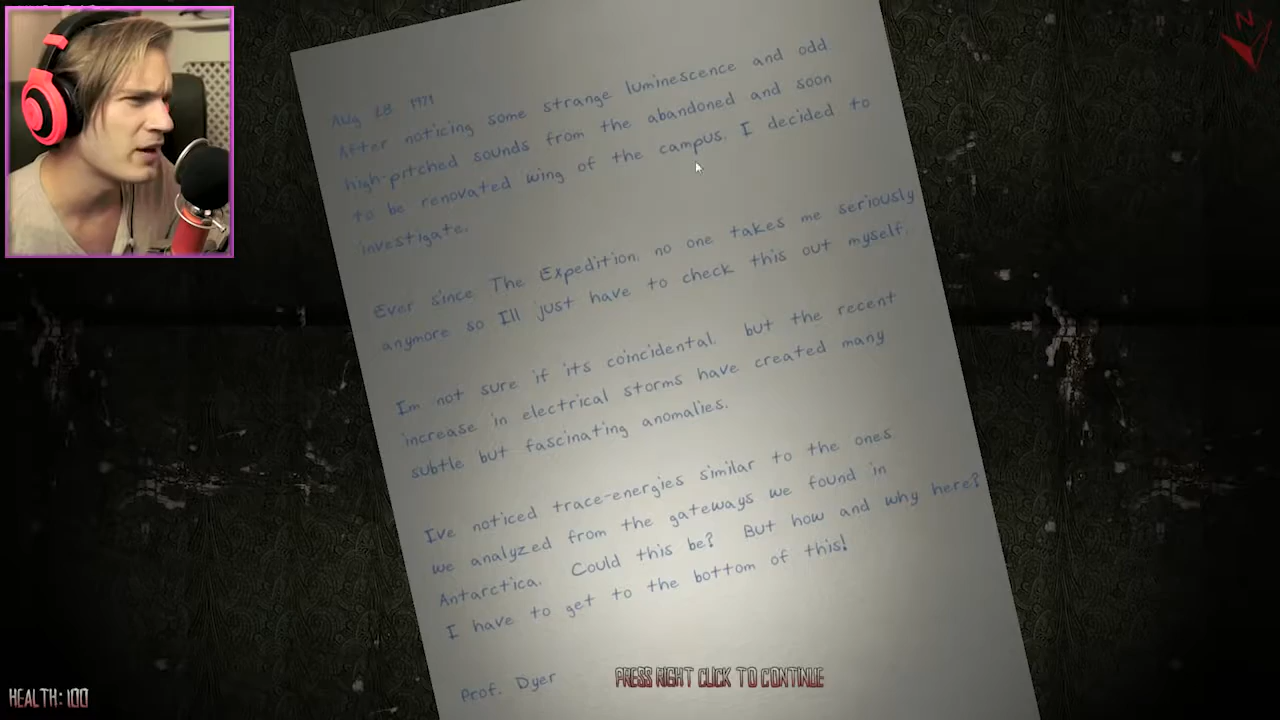 N
Aug 28 1971
After noticing some strange luminescence and odd
high-pitched sounds from the abandoned and soon
to be renovated wing of the campus, I decided to
investigate.
Ever since The Expedition, no one takes me seriously
anymore so I'll just have to check this out myself.
Im not sure if its coincidental, but the recent
increase in electrical storms have created many
subtle but fascinating anomalies.
Ive noticed trace-energies similar to the ones
we analyzed from the gateways we found in
Antarctica. Could this be? But how and why here?
I have to get to the bottom of this!
Prof. Dyer
PRESS RIGHT CLICK TO CONTINUE
HEALTH: 100